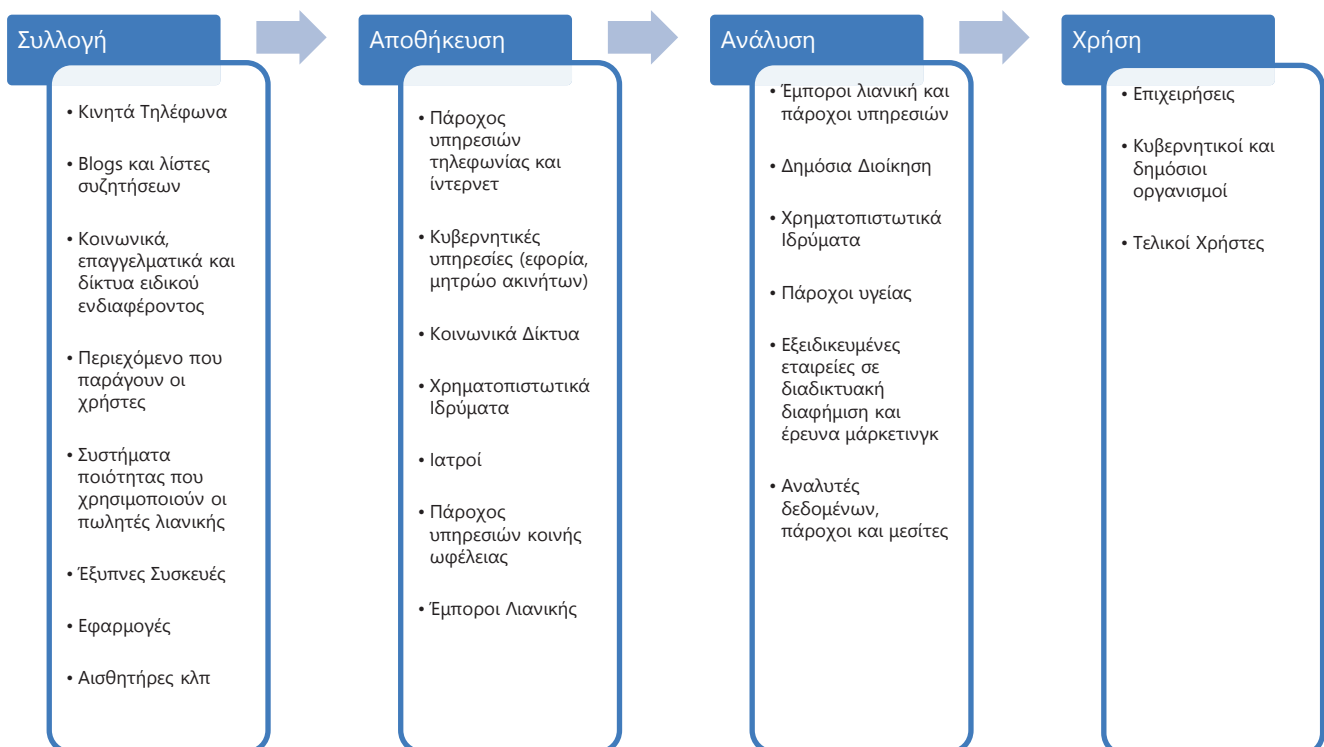 Συλλογή
• Κινητά Τηλέφωνα
• Blogs και λίστες
συζητήσεων
• Κοινωνικά,
επαγγελματικά και
δίκτυα ειδικού
ενδιαφέροντος
• Περιεχόμενο που
παράγουν οι
χρήστες
• Συστήματα
ποιότητας που
χρησιμοποιούν οι
πωλητές λιανικής
• Έξυπνες Συσκευές
• Εφαρμογές
• Αισθητήρες κλπ
Αποθήκευση
• Πάροχος
υπηρεσιών
τηλεφωνίας και
ίντερνετ
• Κυβερνητικές
υπηρεσίες (εφορία,
μητρώο ακινήτων)
• Κοινωνικά Δίκτυα
• Χρηματοπιστωτικά
Ιδρύματα
• Ιατροί
• Πάροχος
υπηρεσιών κοινής
ωφέλειας
• Έμποροι Λιανικής
Ανάλυση
• Έμποροι λιανική και
πάροχοι υπηρεσιών
• Δημόσια Διοίκηση
• Χρηματοπιστωτικά
Ιδρύματα
• Πάροχοι υγείας
• Εξειδικευμένες
εταιρείες σε
διαδικτυακή
διαφήμιση και
έρευνα μάρκετινγκ
• Αναλυτές
δεδομένων,
πάροχοι και μεσίτες
Χρήση
• Επιχειρήσεις
• Κυβερνητικοί και
δημόσιοι
οργανισμοί
• Τελικοί Χρήστες